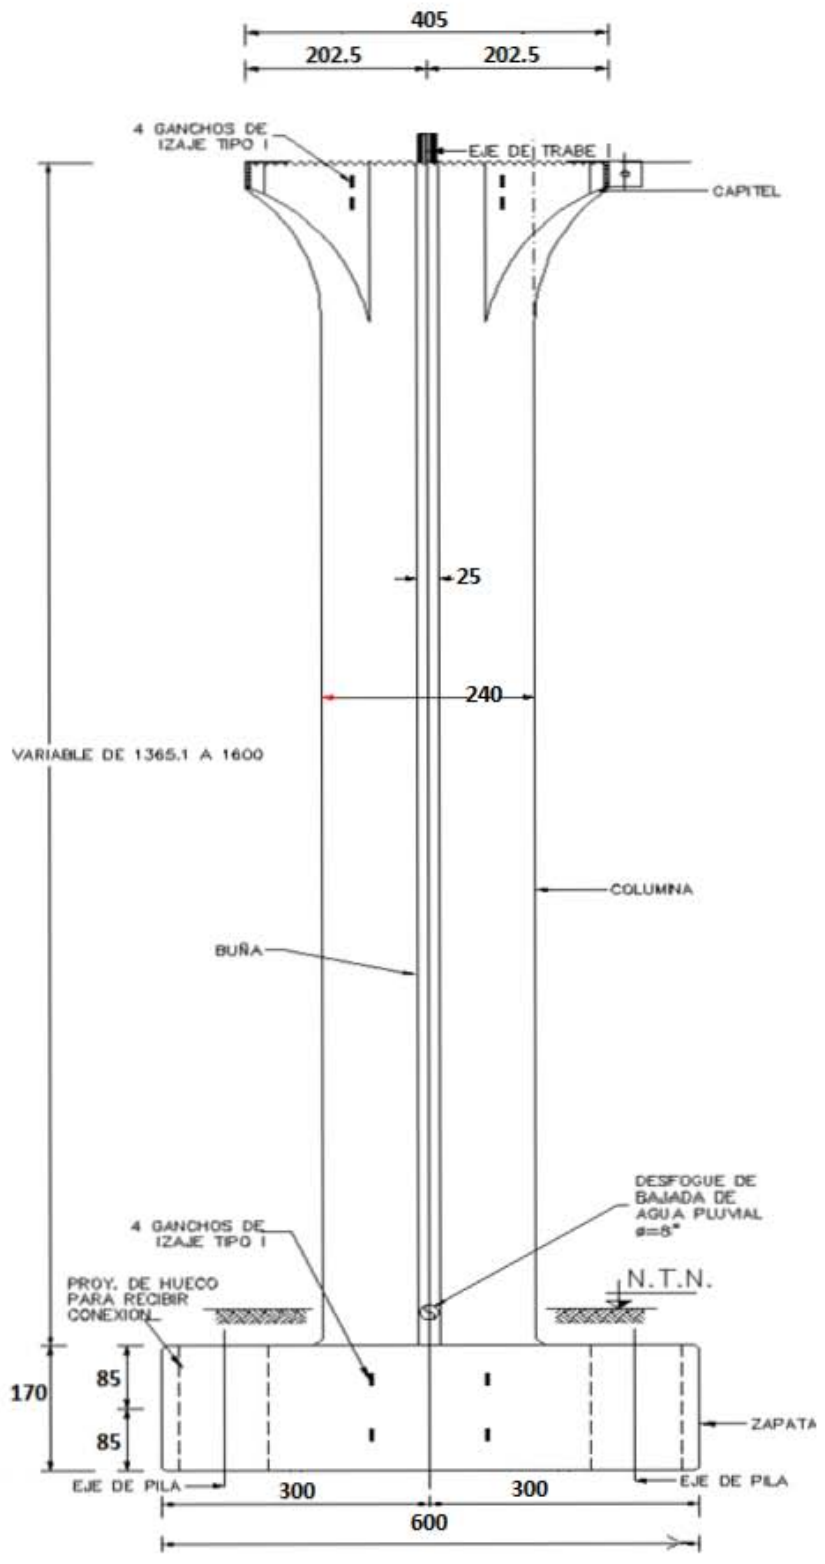 405
202.5
202.5
4 GANCHOS DE
IZAJE TIPO I
EJE DE TRABE
CAPITEL
25
240
VARIABLE DE 1365.1 A 1600
COLUMNA
BUÑA
DESFOGUE DE
BAJADA DE
AGUA PLUVIAL
ø=8"
4 GANCHOS DE
IZAJE TIPO I
N.T.N.
PROY. DE HUECO
PARA RECIBIR
CONEXION
170
85
85
ZAPATA
EJE DE PILA
300
300
EJE DE PILA
600